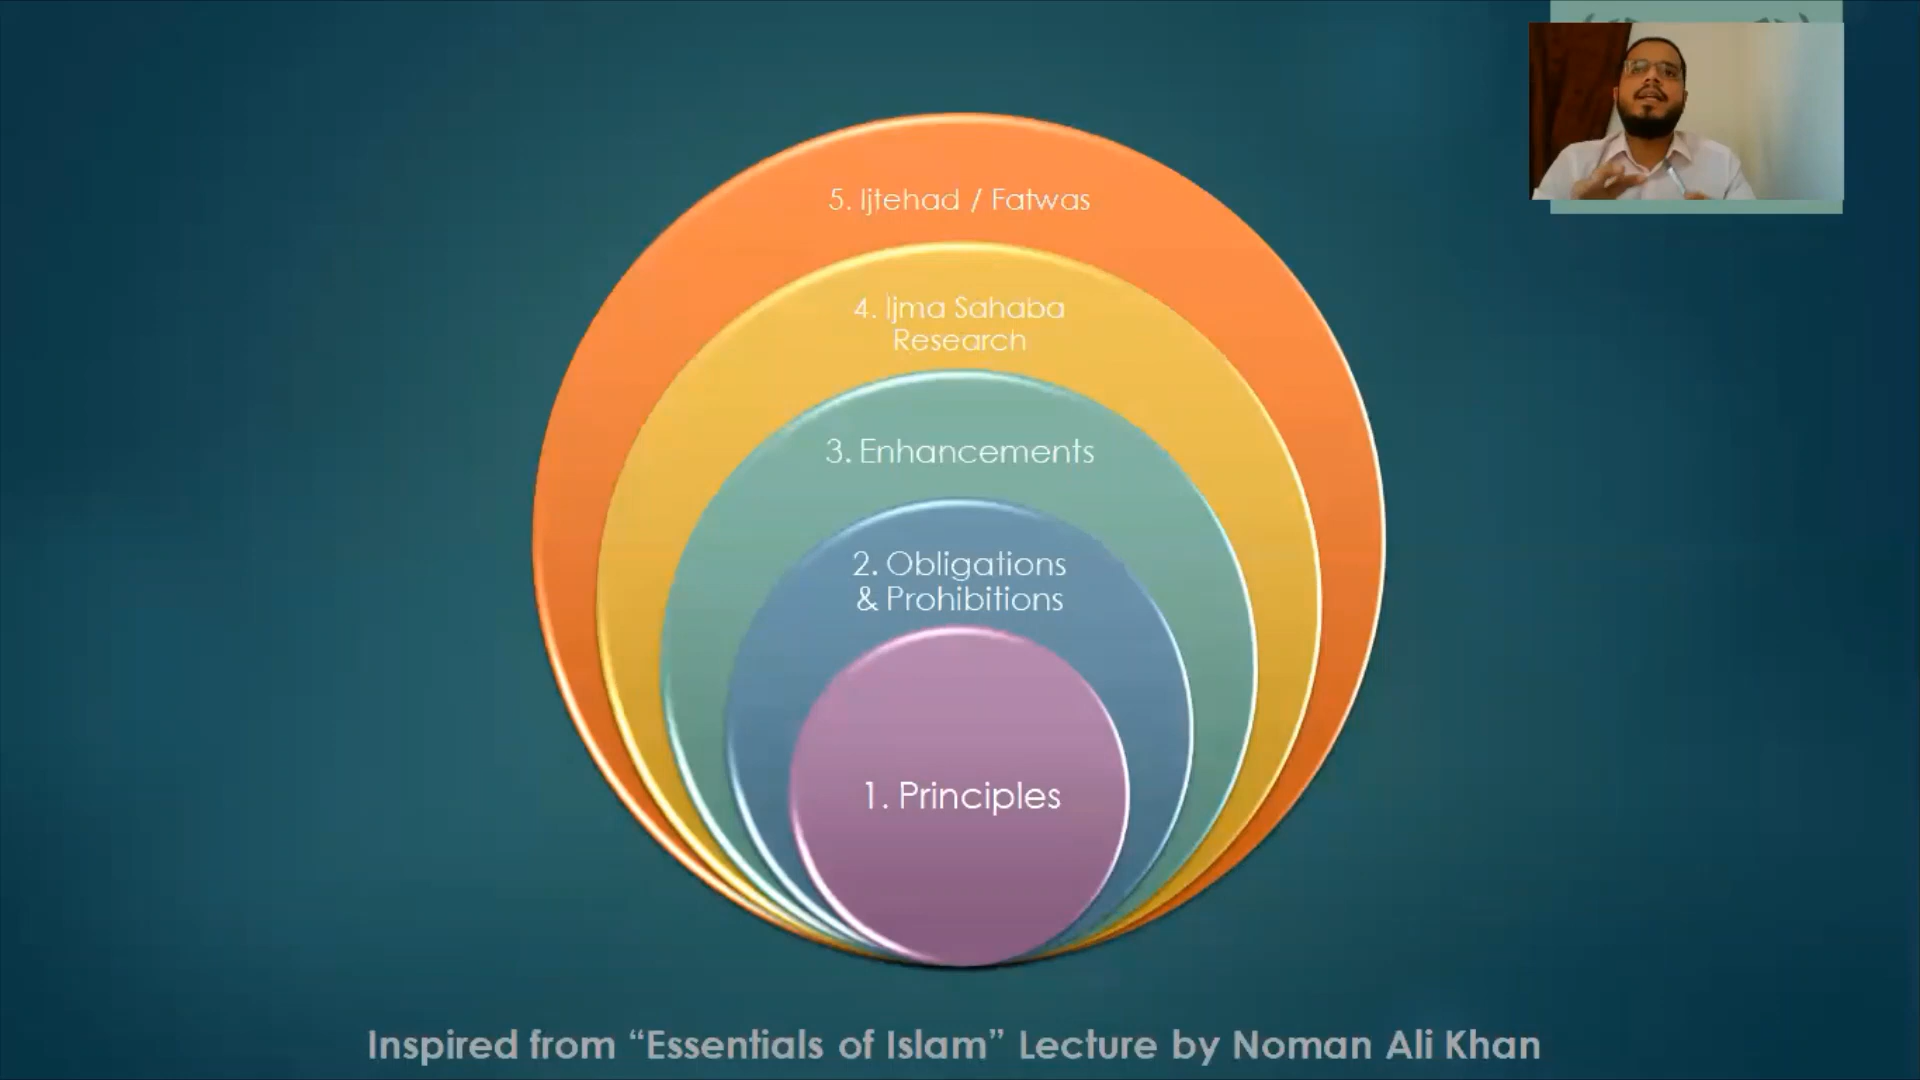 5. Ijtehad / Fatwas
4. Ijma Sahaba
Research
3. Enhancements
2. Obligations
& Prohibitions
1. Principles
Inspired from “Essentials of Islam” Lecture by Noman Ali Khan